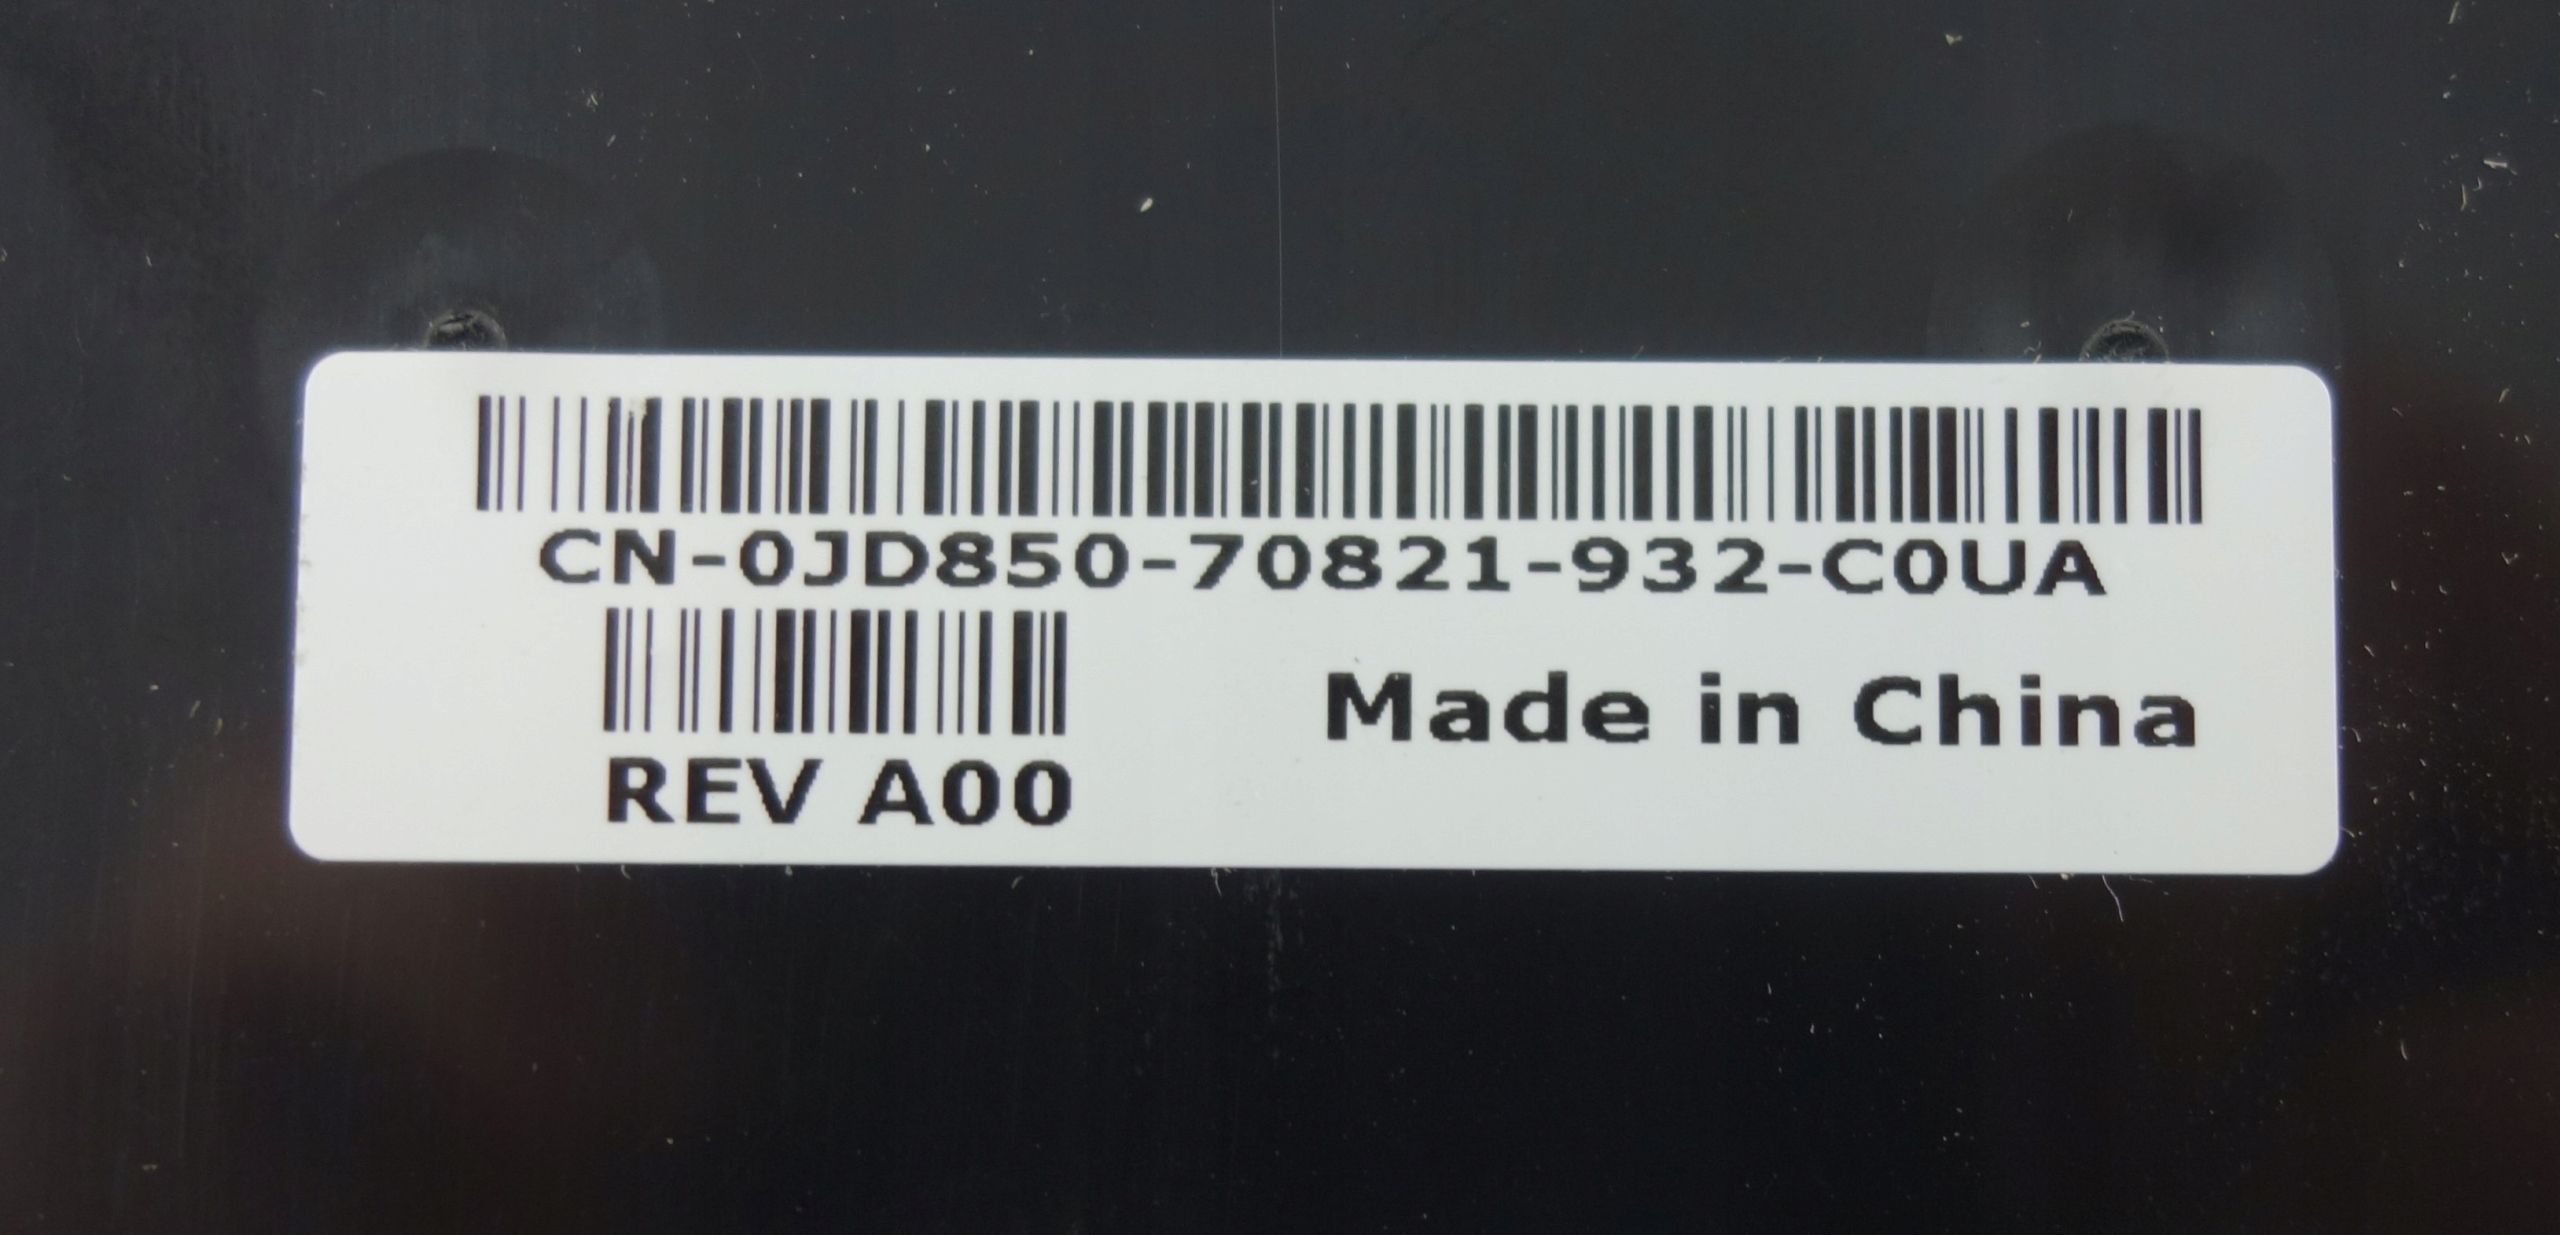 CN-0JD850-70821-932-C0UA
REV A00
Made in China